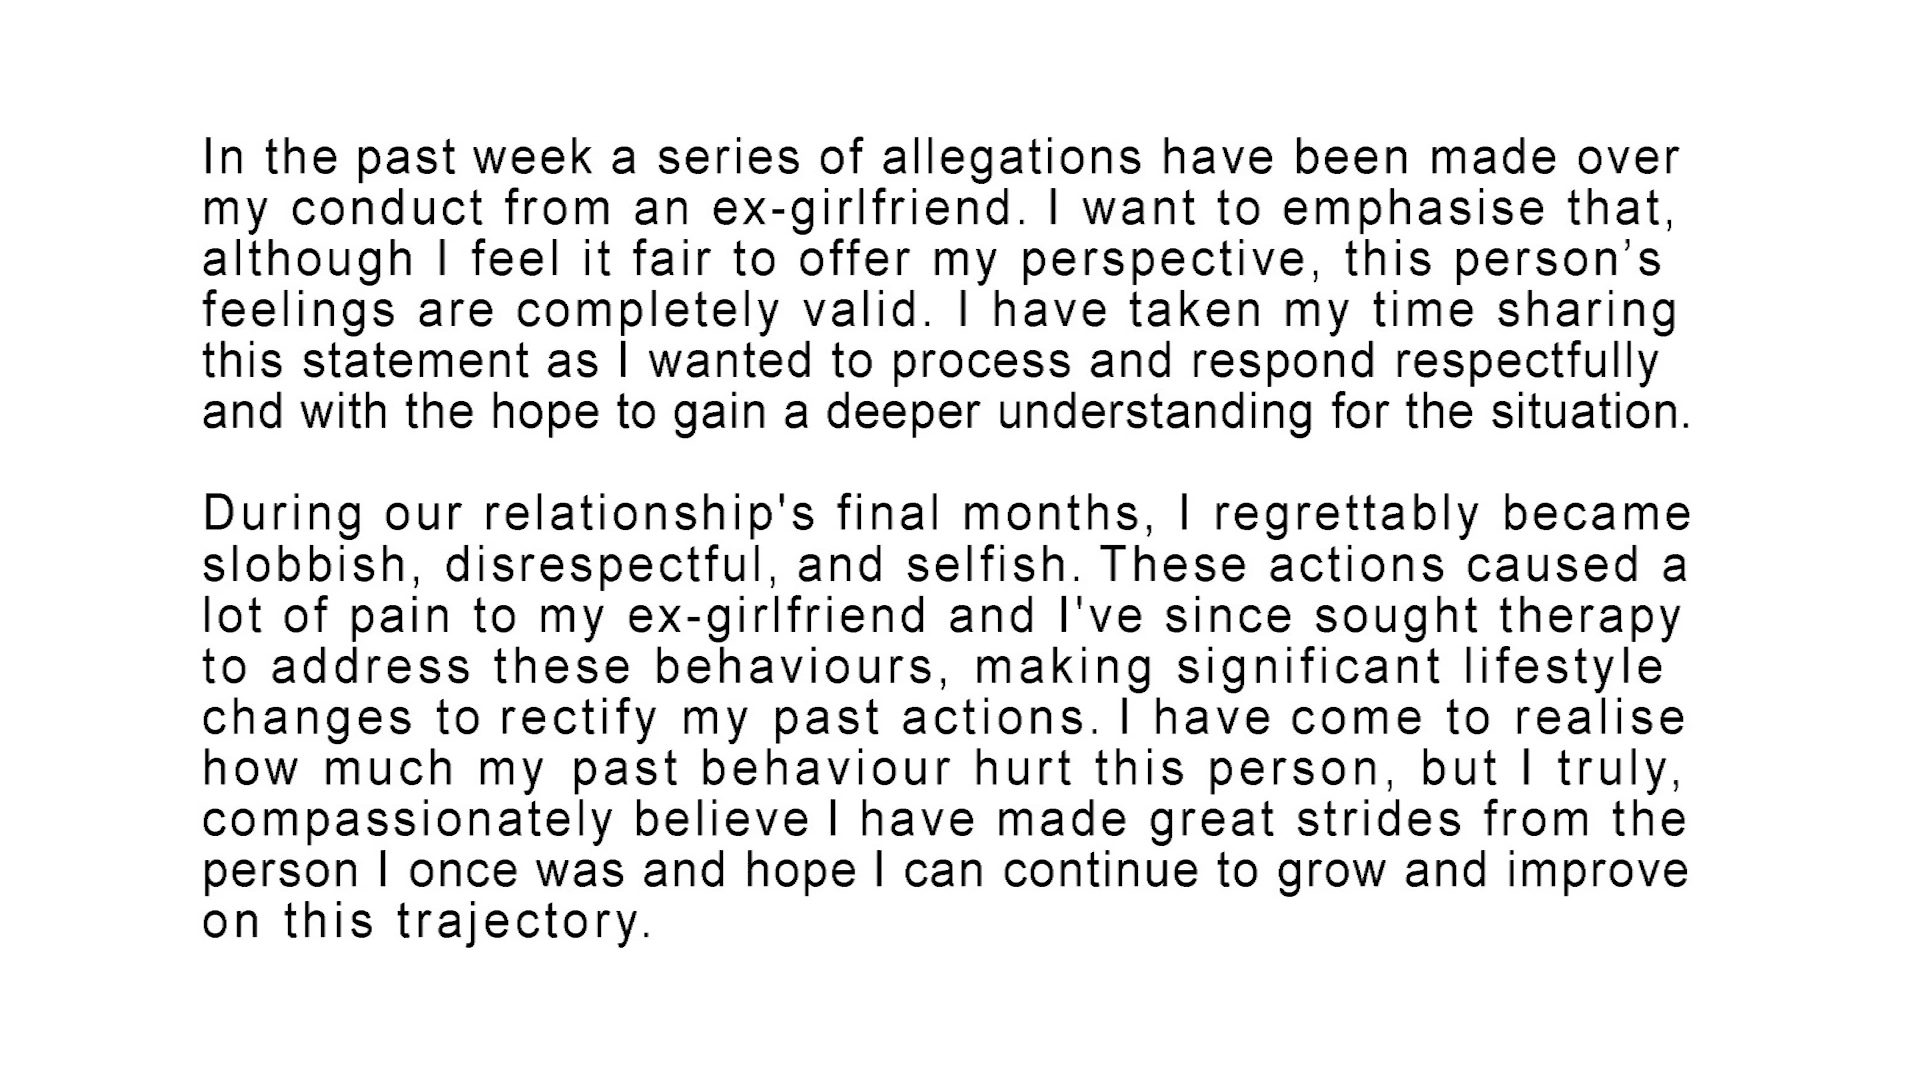 In the past week a series of allegations have been made over
my conduct from an ex-girlfriend. I want to emphasise that,
although I feel it fair to offer my perspective, this person’s
feelings are completely valid. I have taken my time sharing
this statement as I wanted to process and respond respectfully
and with the hope to gain a deeper understanding for the situation.
During our relationship's final months, I regrettably became
slobbish, disrespectful, and selfish. These actions caused a
lot of pain to my ex-girlfriend and I've since sought therapy
to address these behaviours, making significant lifestyle
changes to rectify my past actions. I have come to realise
how much my past behaviour hurt this person, but I truly,
compassionately believe I have made great strides from the
person I once was and hope I can continue to grow and improve
on this trajectory.